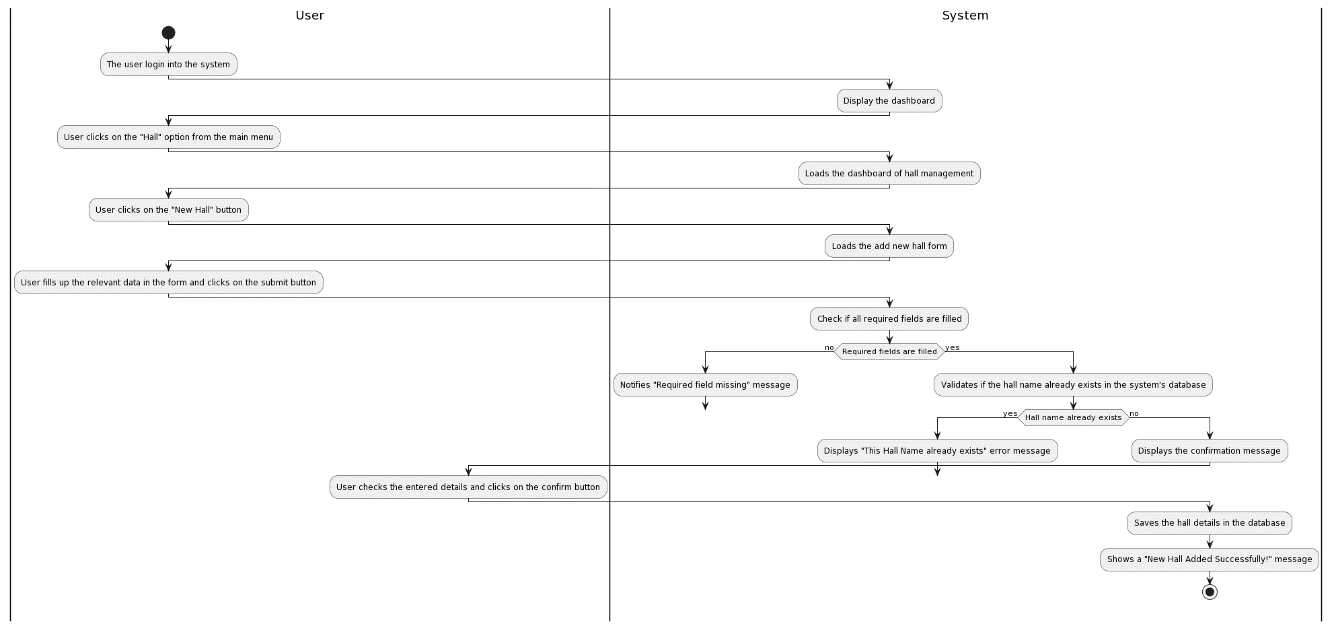 User
System
The user login into the system
Display the dashboard
User clicks on the "Hall" option from the main menu
Loads the dashboard of hall management
User clicks on the "New Hall" button
Loads the add new hall form
User fills up the relevant data in the form and clicks on the submit button
Check if all required fields are filled
no
Required fields are filled
yes
Notifies "Required field missing" message
Validates if the hall name already exists in the system's database
yes
Hall name already exists
no
Displays "This Hall Name already exists" error message
Displays the confirmation message
User checks the entered details and clicks on the confirm button
Saves the hall details in the database
Shows a "New Hall Added Successfully!" message